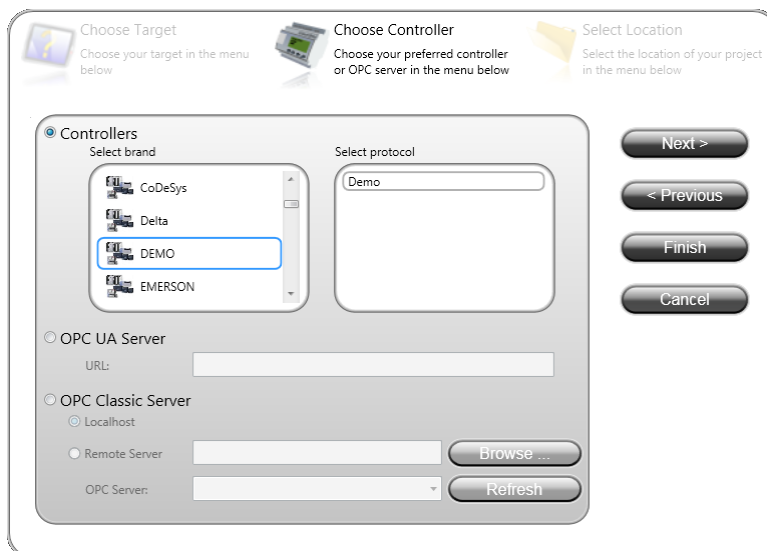 Choose Target
Choose your target in the menu
below
Choose Controller
Choose your preferred controller
or OPC server in the menu below
Select Location
Select the location of your project
in the menu below
Controllers
Select brand
Select protocol
CoDeSys
Delta
DEMO
EMERSON
Demo
OPC UA Server
URL:
OPC Classic Server
Localhost
Remote Server
Browse ...
OPC Server:
Refresh
Next >
< Previous
Finish
Cancel